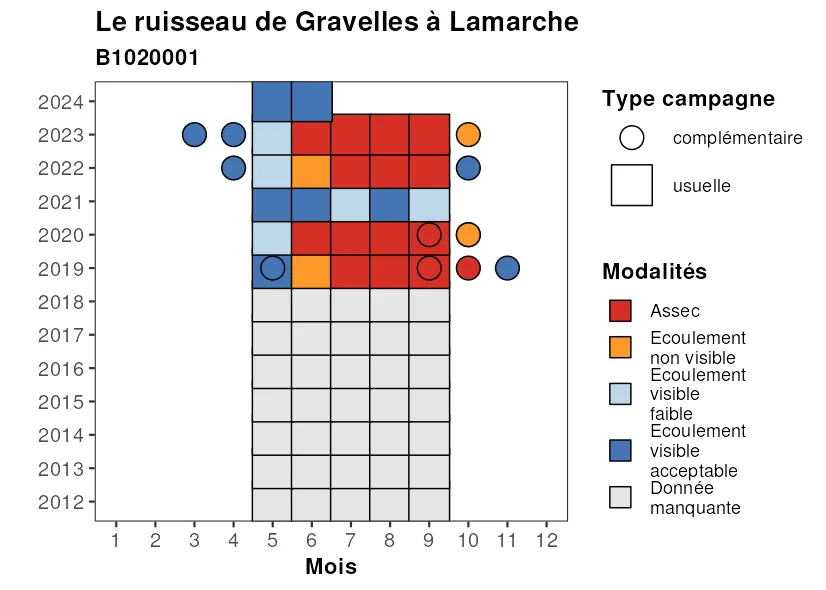 Le ruisseau de Gravelles à Lamarche
B1020001
2024
2023
2022
2021
2020
2019
2018
2017
2016
2015
2014
2013
2012
1 2 3 4 5 6 7 8 9 10 11 12
Mois
Type campagne
complémentaire
usuelle
Modalités
Assec
Ecoulement
non visible
Ecoulement
visible
faible
Ecoulement
visible
acceptable
Donnée
manquante